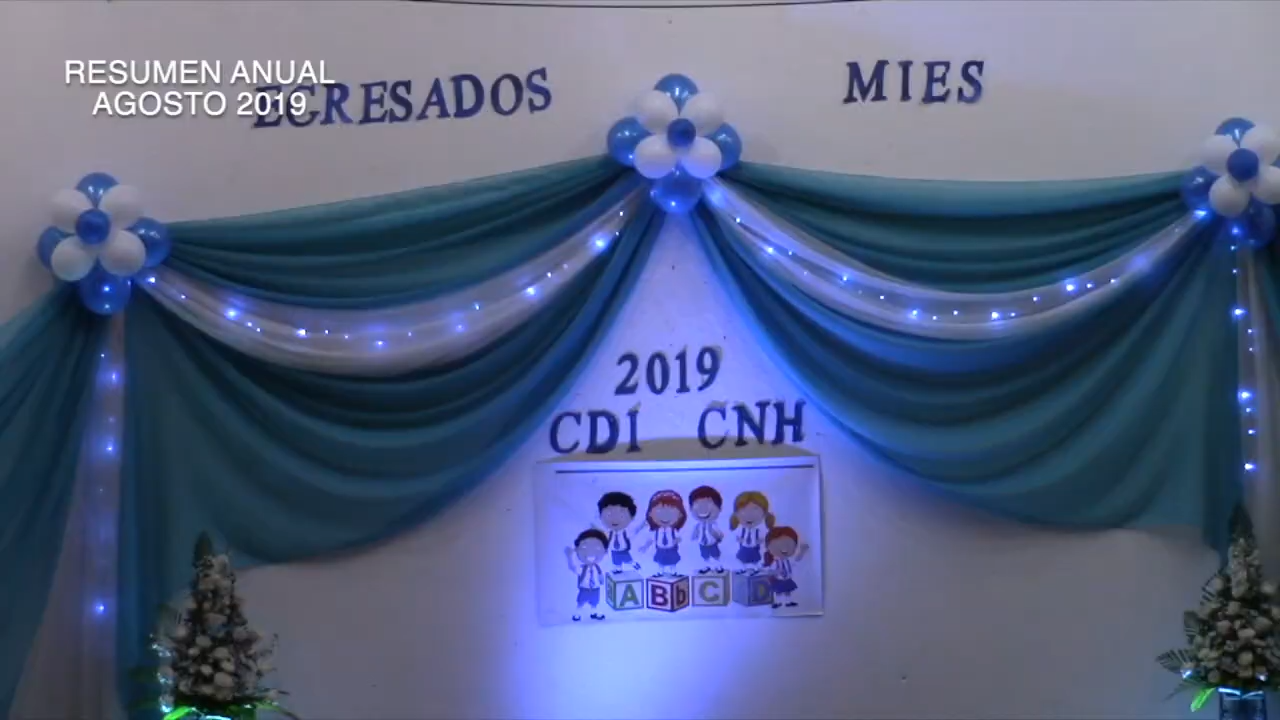 RESUMEN ANUAL
AGOSTO 2019
EGRESADOS MIES
2019
CDI CNH
A B b C D